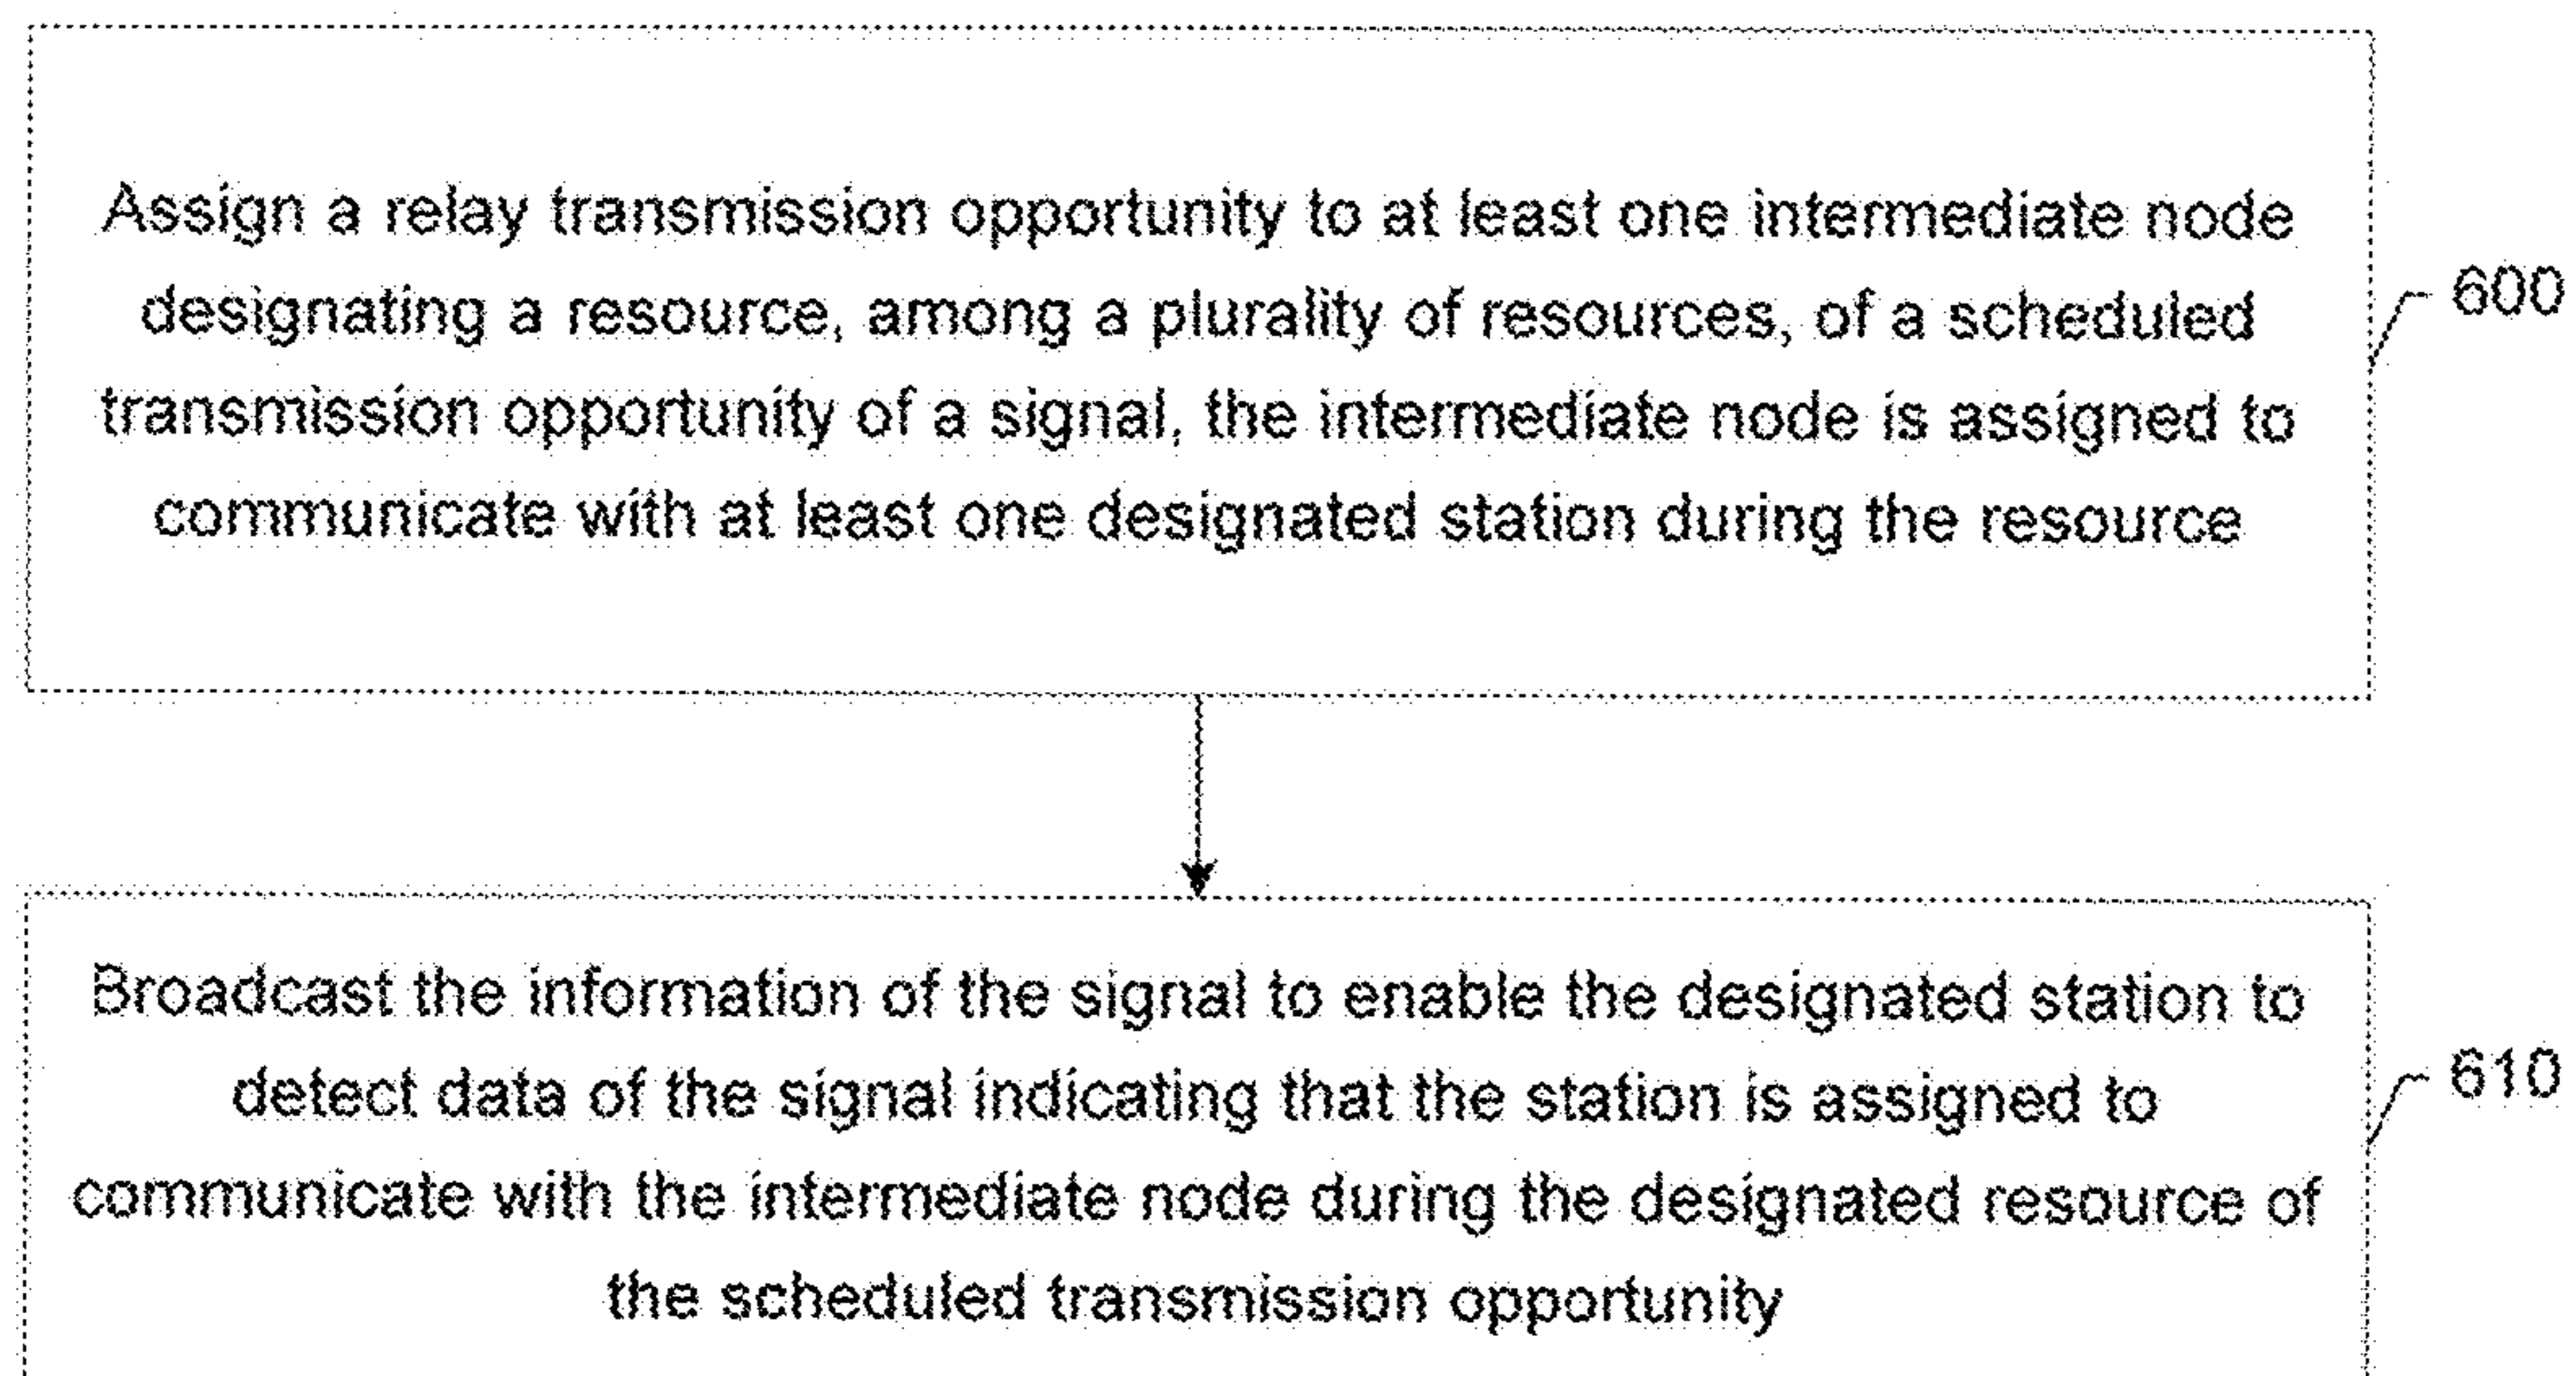 Assign a relay transmission opportunity to at least one intermediate node
designating a resource, among a plurality of resources, of a scheduled
transmission opportunity of a signal, the intermediate node is assigned to
communicate with at least one designated station during the resource
600
Broadcast the information of the signal to enable the designated station to
detect data of the signal indicating that the station is assigned to
communicate with the intermediate node during the designated resource of
the scheduled transmission opportunity
610